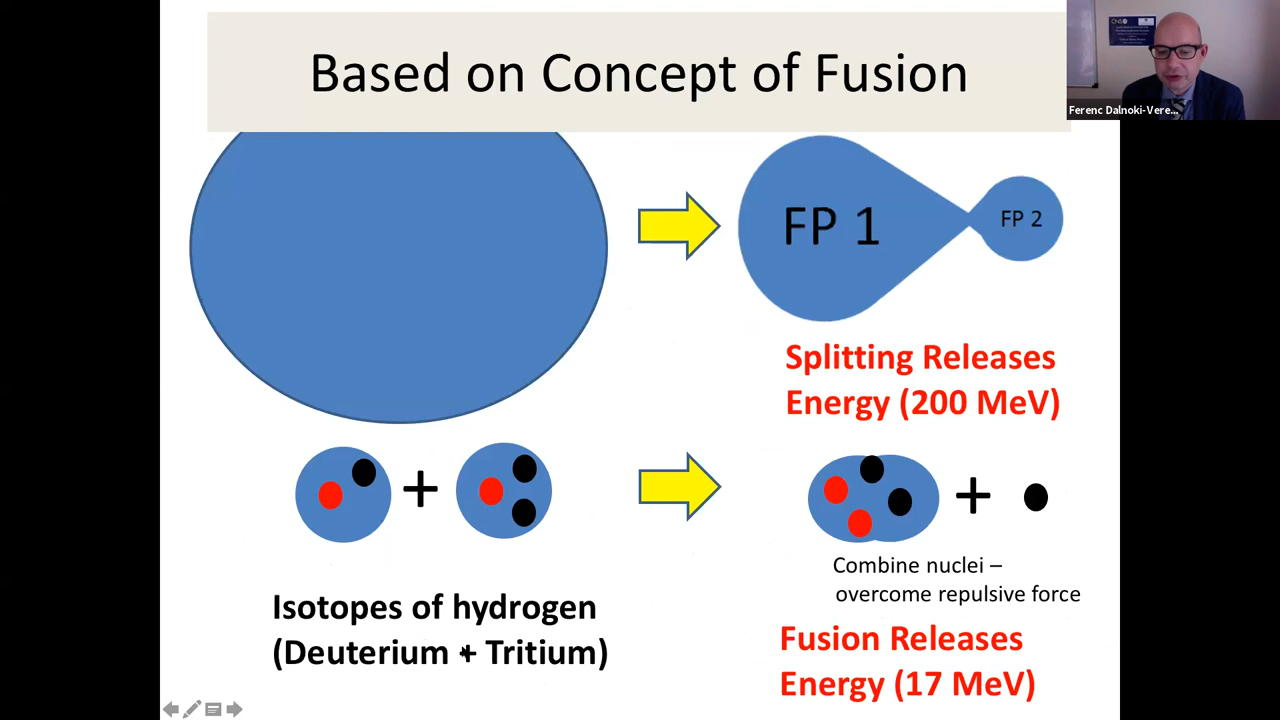 Based on Concept of Fusion
CNS
Ferenc Dalnoki-Vere...
FP 1
FP 2
Splitting Releases
Energy (200 MeV)
+
+
Combine nuclei –
overcome repulsive force
Isotopes of hydrogen
(Deuterium + Tritium)
Fusion Releases
Energy (17 MeV)